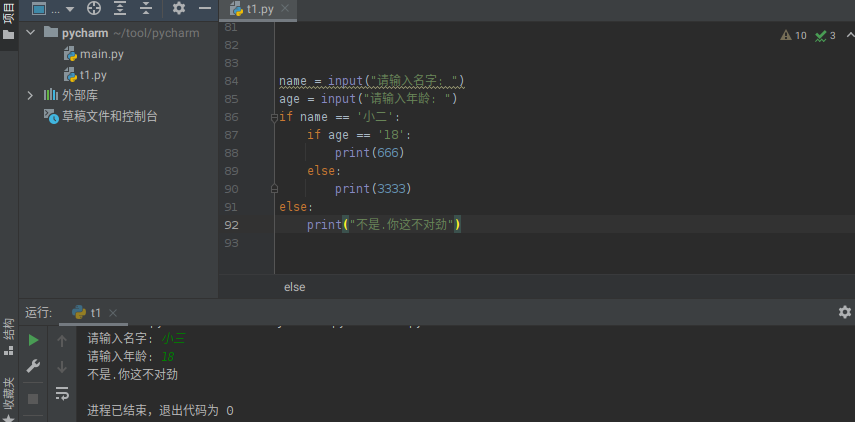 项目
...
t1.py
pycharm ~/tool/pycharm
main.py
t1.py
外部库
草稿文件和控制台
81
82
83
84 name = input("请输入名字: ")
85 age = input("请输入年龄: ")
86 if name == '小二':
87 if age == '18':
88 print(666)
89 else:
90 print(3333)
91 else:
92 print("不是.你这不对劲")
93
10 3
else
运行: t1
请输入名字: 小三
请输入年龄: 18
不是.你这不对劲
进程已结束，退出代码为 0
结构
收藏夹